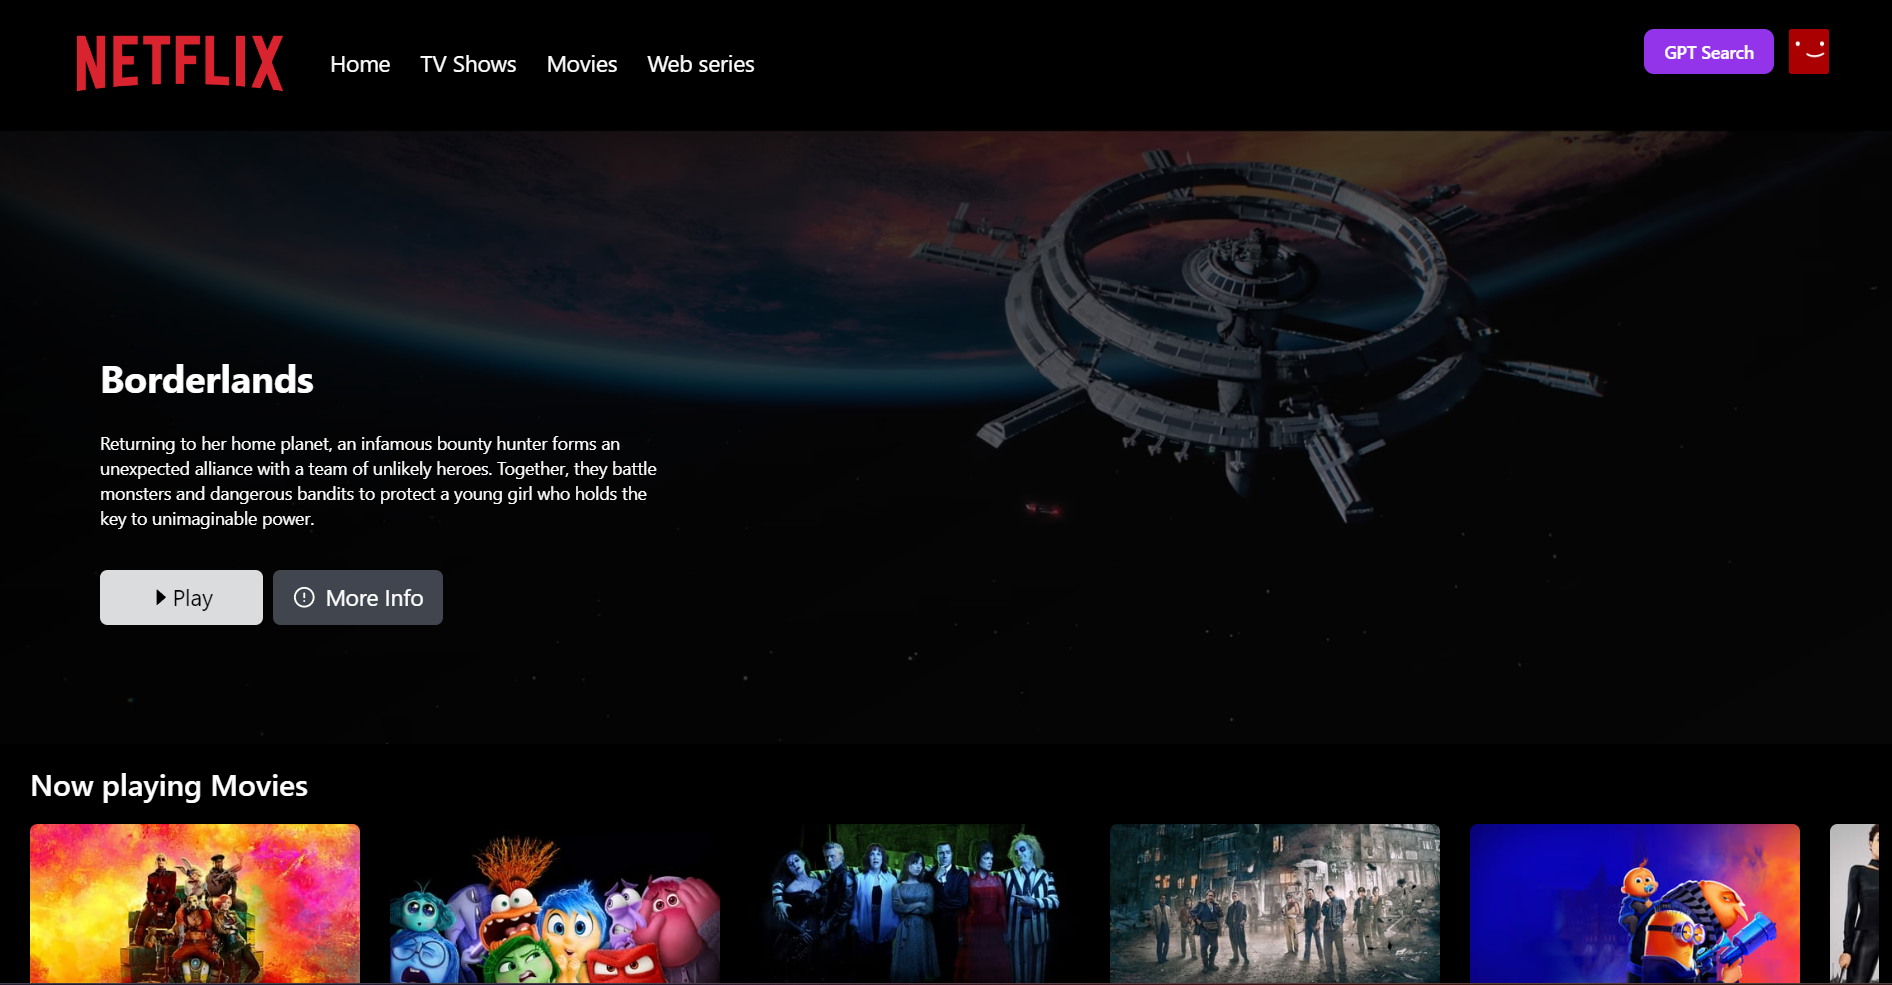 NETFLIX
Home TV Shows Movies Web series
GPT Search
Borderlands
Returning to her home planet, an infamous bounty hunter forms an
unexpected alliance with a team of unlikely heroes. Together, they battle
monsters and dangerous bandits to protect a young girl who holds the
key to unimaginable power.
Play
More Info
Now playing Movies